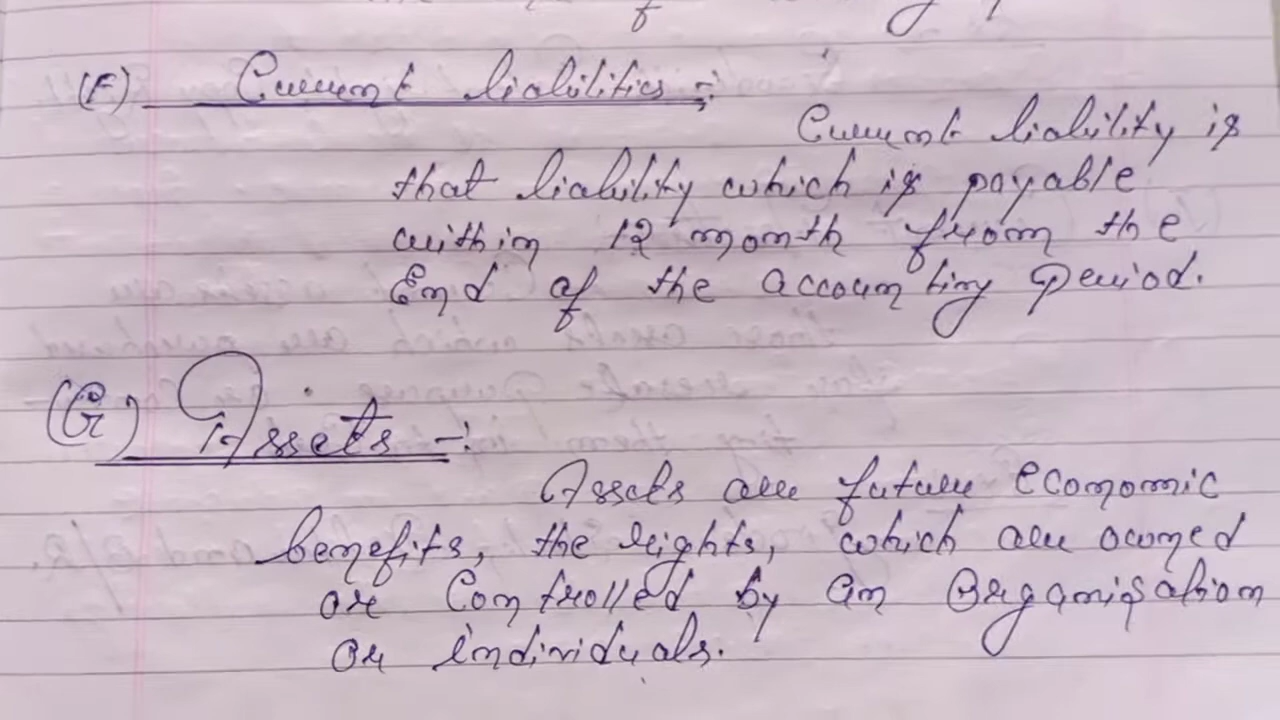 (F) Current liabilities :-
Current liability is
that liability which is payable
within 12 month from the
End of the accounting period.
(G) Assets -:
Assets are future economic
benefits, the rights, which are owned
or Controlled by an Organisation
or individuals.